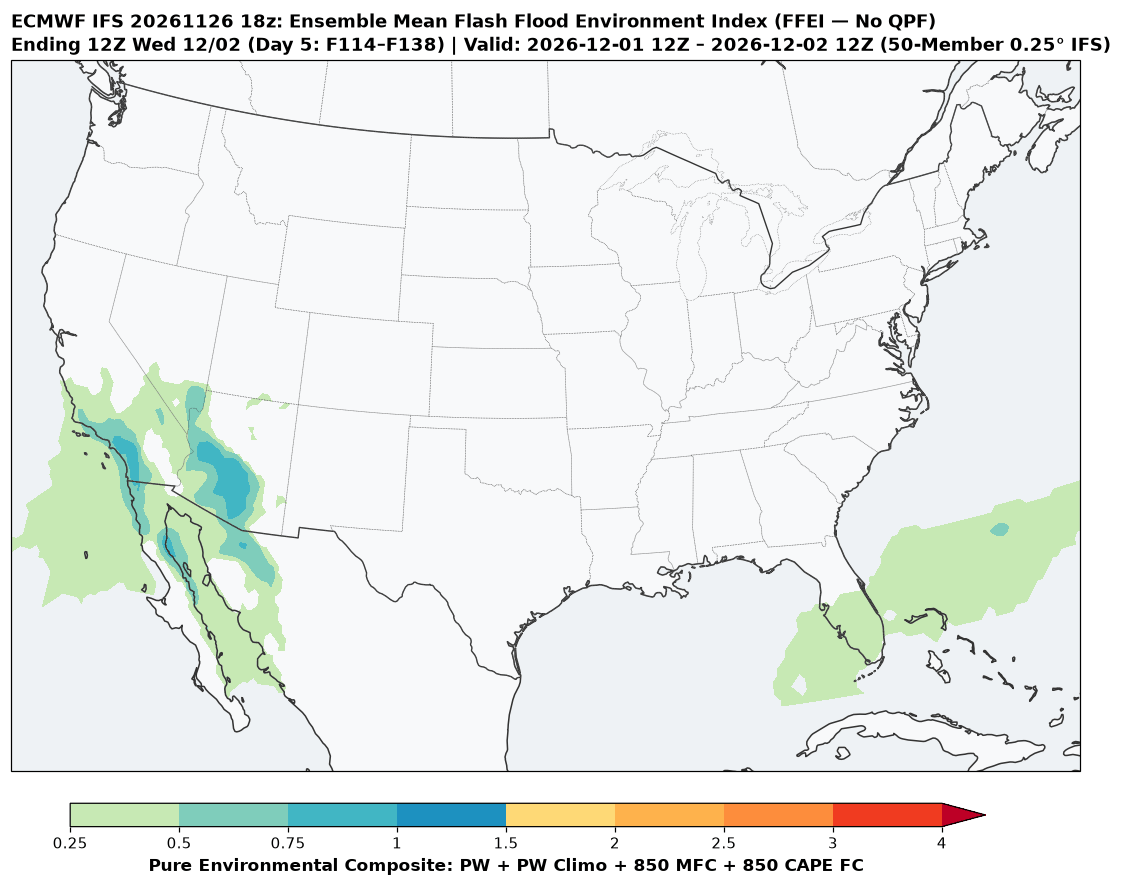 ECMWF IFS 20261126 18z: Ensemble Mean Flash Flood Environment Index (FFEI — No QPF)
Ending 12Z Wed 12/02 (Day 5: F114–F138) | Valid: 2026-12-01 12Z – 2026-12-02 12Z (50-Member 0.25° IFS)
0.25 0.5 0.75 1 1.5 2 2.5 3 4
Pure Environmental Composite: PW + PW Climo + 850 MFC + 850 CAPE FC